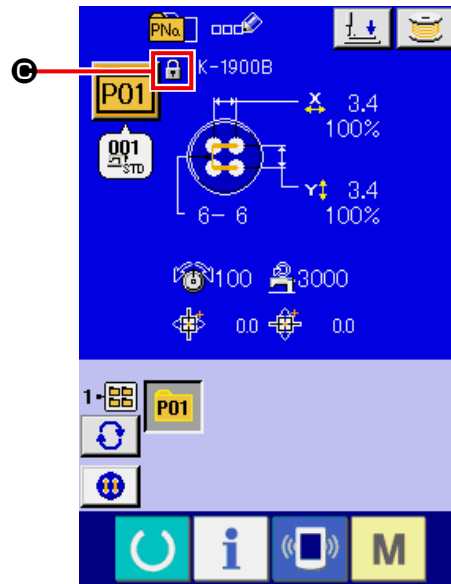 PNo.
C
K-1900B
P01
X 3.4
100%
001
STD
Y 3.4
6- 6
100%
100 3000
0.0 0.0
1-
P01
i M